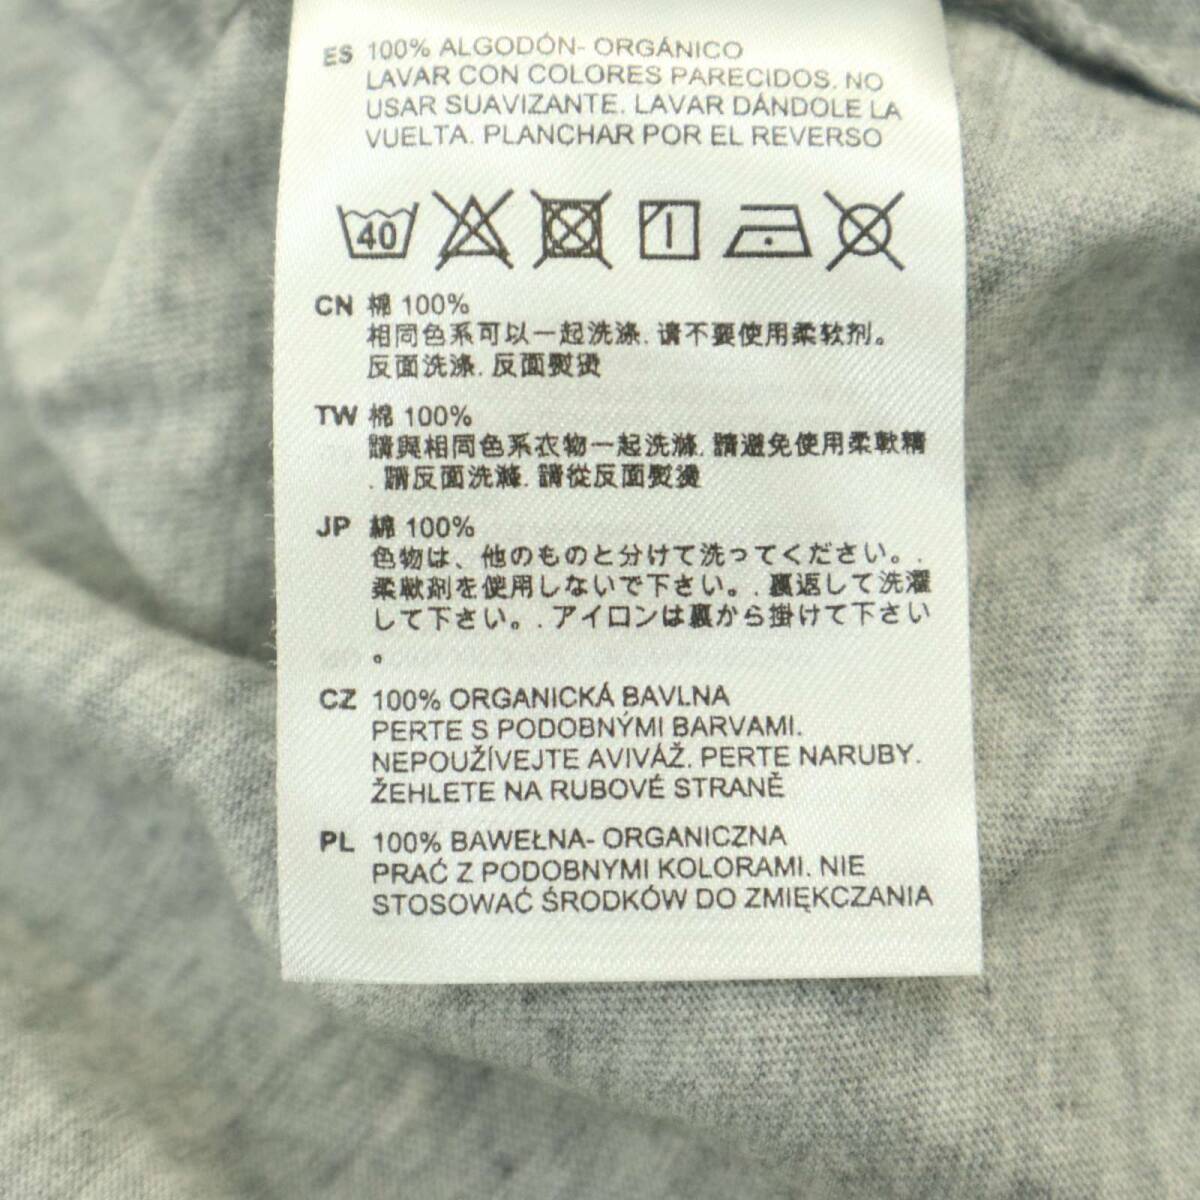 ES 100% ALGODÓN- ORGÁNICO
LAVAR CON COLORES PARECIDOS. NO
USAR SUAVIZANTE. LAVAR DÁNDOLE LA
VUELTA. PLANCHAR POR EL REVERSO
40
CN 棉 100%
相同色系可以一起洗涤. 请不要使用柔软剂。
反面洗涤. 反面熨烫
TW 棉 100%
請與相同色系衣物一起洗滌. 請避免使用柔軟精
. 請反面洗滌. 請從反面熨燙
JP 綿 100%
色物は、他のものと分けて洗ってください。.
柔軟剤を使用しないで下さい。. 裏返して洗濯
して下さい。. アイロンは裏から掛けて下さい
。
CZ 100% ORGANICKÁ BAVLNA
PERTE S PODOBNÝMI BARVAMI.
NEPOUŽÍVEJTE AVIVÁŽ. PERTE NARUBY.
ŽEHLETE NA RUBOVÉ STRANĚ
PL 100% BAWEŁNA- ORGANICZNA
PRAĆ Z PODOBNYMI KOLORAMI. NIE
STOSOWAĆ ŚRODKÓW DO ZMIĘKCZANIA